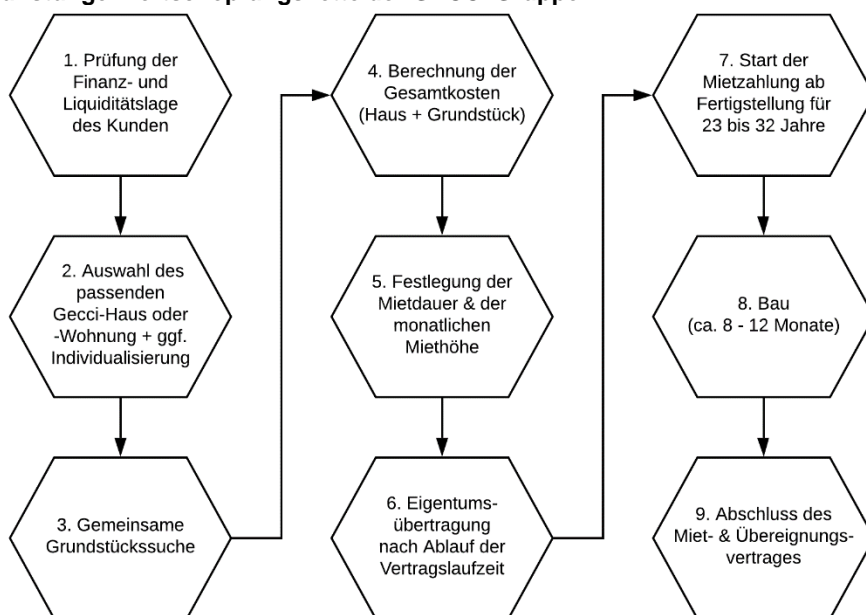 1. Prüfung der
Finanz- und
Liquiditätslage
des Kunden
2. Auswahl des
passenden
Gecci-Haus oder
-Wohnung + ggf.
Individualisierung
3. Gemeinsame
Grundstückssuche
4. Berechnung der
Gesamtkosten
(Haus + Grundstück)
5. Festlegung der
Mietdauer & der
monatlichen
Miethöhe
6. Eigentums-
übertragung
nach Ablauf der
Vertragslaufzeit
7. Start der
Mietzahlung ab
Fertigstellung für
23 bis 32 Jahre
8. Bau
(ca. 8 - 12 Monate)
9. Abschluss des
Miet- & Übereignungs-
vertrages